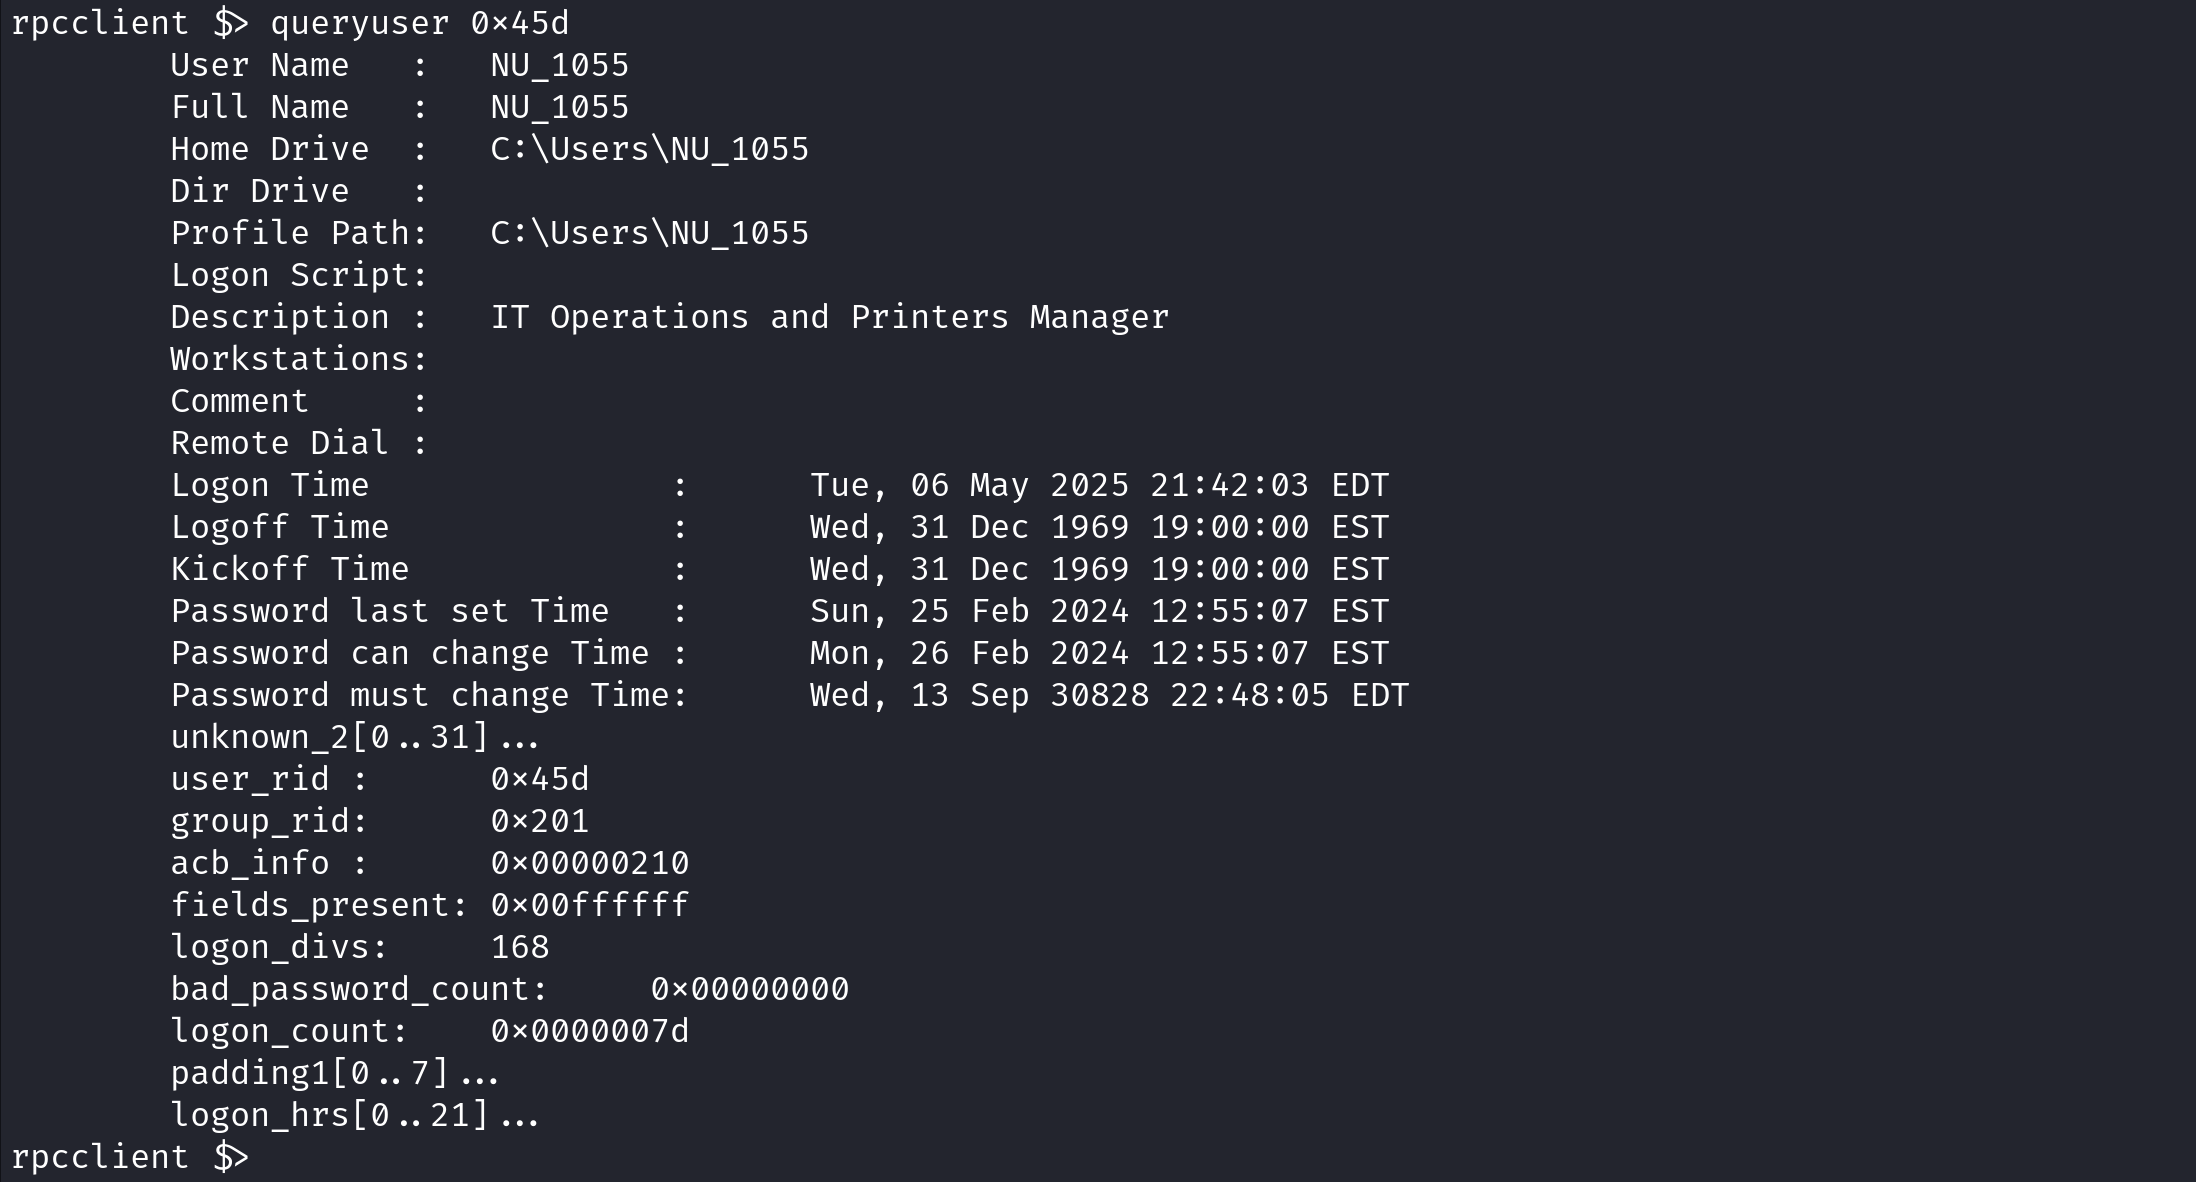 rpcclient $> queryuser 0x45d
        User Name   :   NU_1055
        Full Name   :   NU_1055
        Home Drive  :   C:\Users\NU_1055
        Dir Drive   :
        Profile Path:   C:\Users\NU_1055
        Logon Script:
        Description :   IT Operations and Printers Manager
        Workstations:
        Comment     :
        Remote Dial :
        Logon Time               :      Tue, 06 May 2025 21:42:03 EDT
        Logoff Time              :      Wed, 31 Dec 1969 19:00:00 EST
        Kickoff Time             :      Wed, 31 Dec 1969 19:00:00 EST
        Password last set Time   :      Sun, 25 Feb 2024 12:55:07 EST
        Password can change Time :      Mon, 26 Feb 2024 12:55:07 EST
        Password must change Time:      Wed, 13 Sep 30828 22:48:05 EDT
        unknown_2[0..31]...
        user_rid :      0x45d
        group_rid:      0x201
        acb_info :      0x00000210
        fields_present: 0x00ffffff
        logon_divs:     168
        bad_password_count:     0x00000000
        logon_count:    0x0000007d
        padding1[0..7]...
        logon_hrs[0..21]...
rpcclient $>